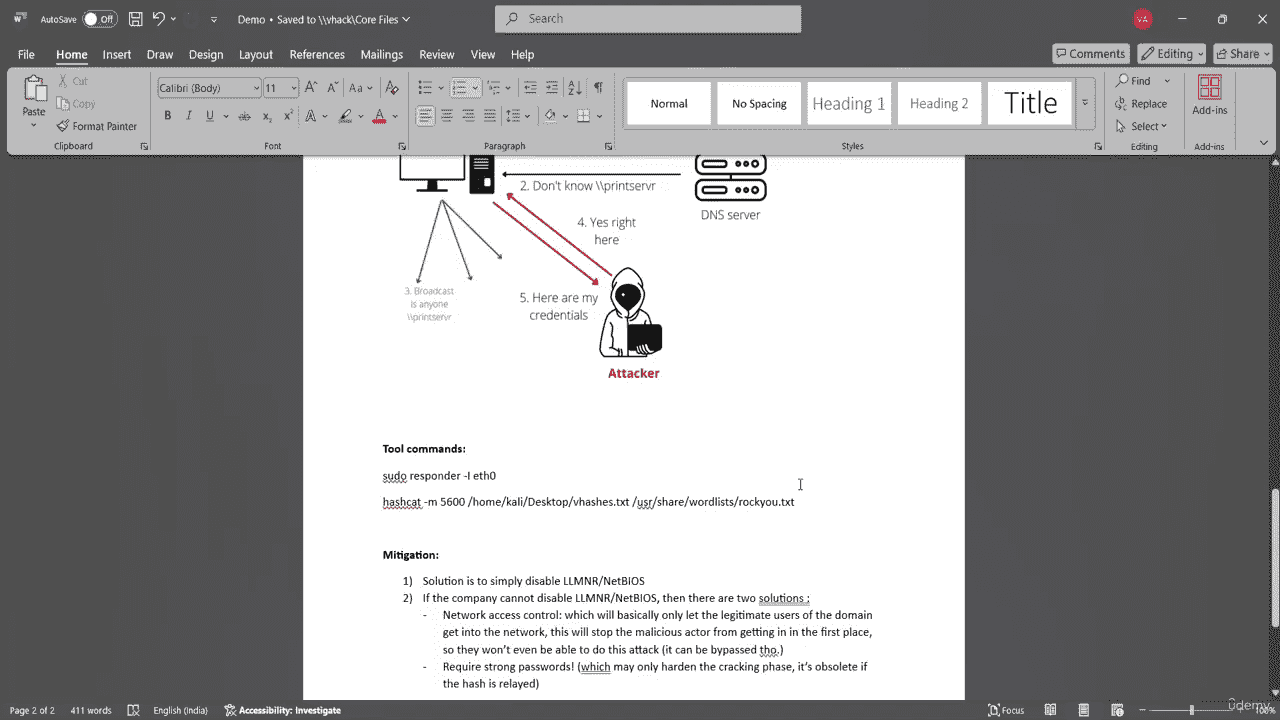 Demo • Saved to \\vhack\Core Files
Search
VA
File Home Insert Draw Design Layout References Mailings Review View Help
Comments Editing Share
Paste
Cut
Copy
Format Painter
Clipboard
Calibri (Body) 11
Font
Paragraph
Normal
No Spacing
Heading 1
Heading 2
Title
Styles
Find
Replace
Select
Editing
Add-ins
Add-ins
2. Don't know \\printservr
DNS server
4. Yes right
here
3. Broadcast
is anyone
\\printservr
5. Here are my
credentials
Attacker
Tool commands:
sudo responder -I eth0
hashcat -m 5600 /home/kali/Desktop/vhashes.txt /usr/share/wordlists/rockyou.txt
Mitigation:
1) Solution is to simply disable LLMNR/NetBIOS
2) If the company cannot disable LLMNR/NetBIOS, then there are two solutions :
- Network access control: which will basically only let the legitimate users of the domain
get into the network, this will stop the malicious actor from getting in in the first place,
so they won't even be able to do this attack (it can be bypassed tho.)
- Require strong passwords! (which may only harden the cracking phase, it's obsolete if
the hash is relayed)
Page 2 of 2 411 words English (India) Accessibility: Investigate
Focus